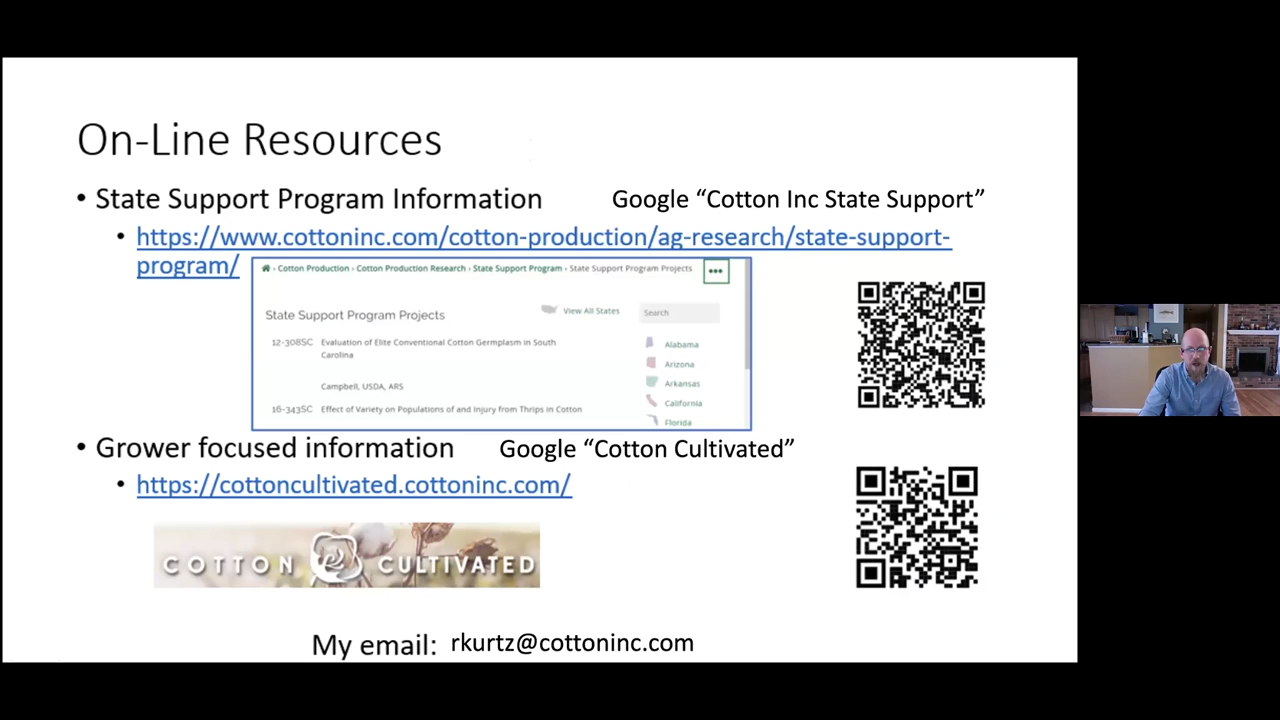 On-Line Resources
• State Support Program Information
Google “Cotton Inc State Support”
• https://www.cottoninc.com/cotton-production/ag-research/state-support-
program/
Cotton Production › Cotton Production Research › State Support Program › State Support Program Projects
•••
State Support Program Projects
View All States
Search
12-308SC Evaluation of Elite Conventional Cotton Germplasm in South
Carolina
Campbell, USDA, ARS
16-343SC Effect of Variety on Populations of and Injury from Thrips in Cotton
Alabama
Arizona
Arkansas
California
Florida
• Grower focused information
Google “Cotton Cultivated”
• https://cottoncultivated.cottoninc.com/
COTTON CULTIVATED
My email: rkurtz@cottoninc.com